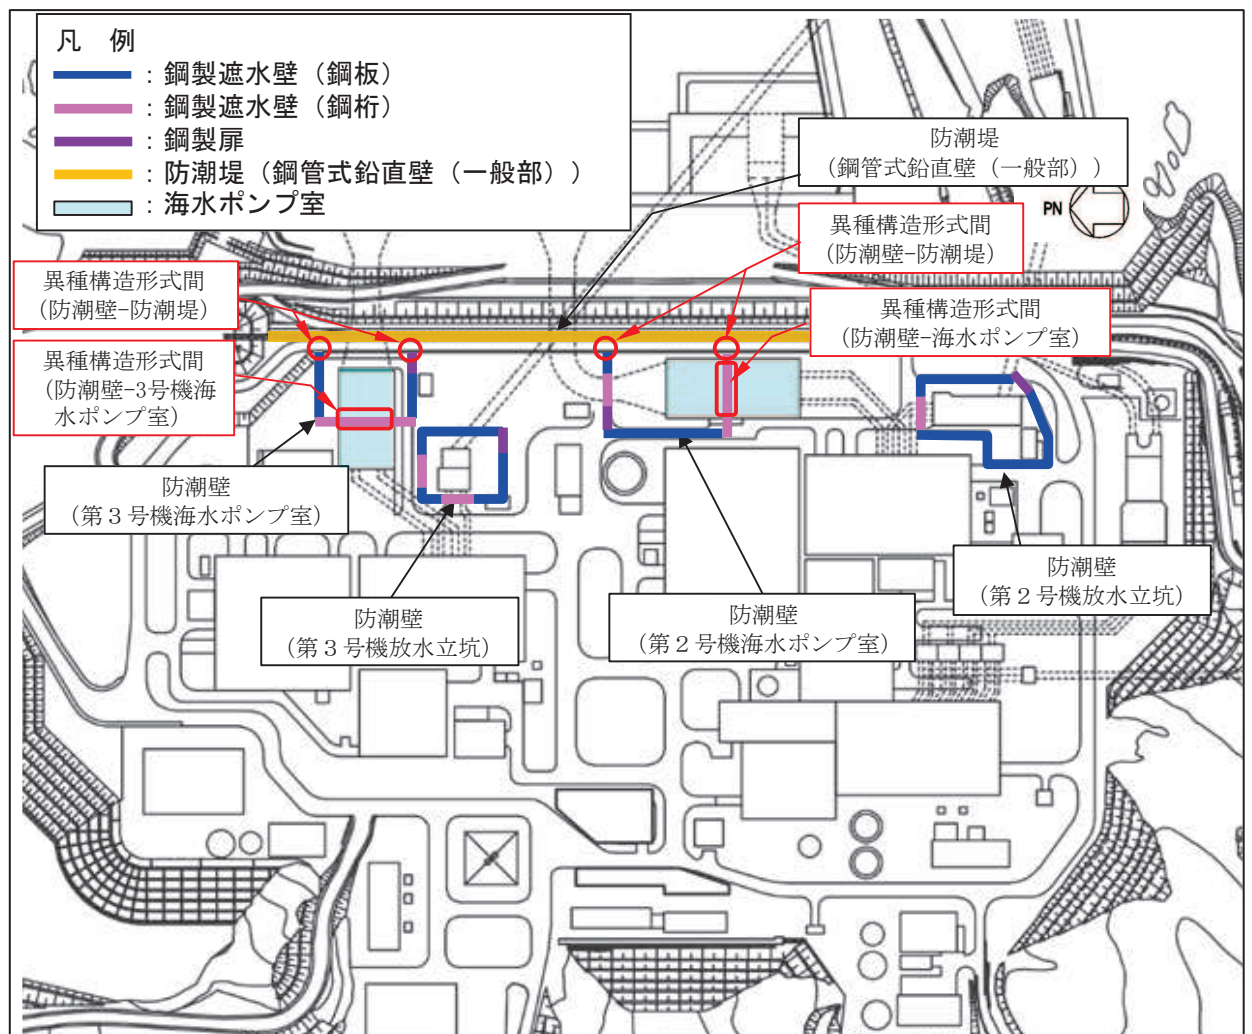 凡 例
：鋼製遮水壁（鋼板）
：鋼製遮水壁（鋼桁）
：鋼製扉
：防潮堤（鋼管式鉛直壁（一般部））
：海水ポンプ室
防潮堤
（鋼管式鉛直壁（一般部））
PN
異種構造形式間
（防潮壁−防潮堤）
異種構造形式間
（防潮壁−防潮堤）
異種構造形式間
（防潮壁−海水ポンプ室）
異種構造形式間
（防潮壁−3号機海
水ポンプ室）
防潮壁
（第３号機海水ポンプ室）
防潮壁
（第３号機放水立坑）
防潮壁
（第２号機海水ポンプ室）
防潮壁
（第２号機放水立坑）